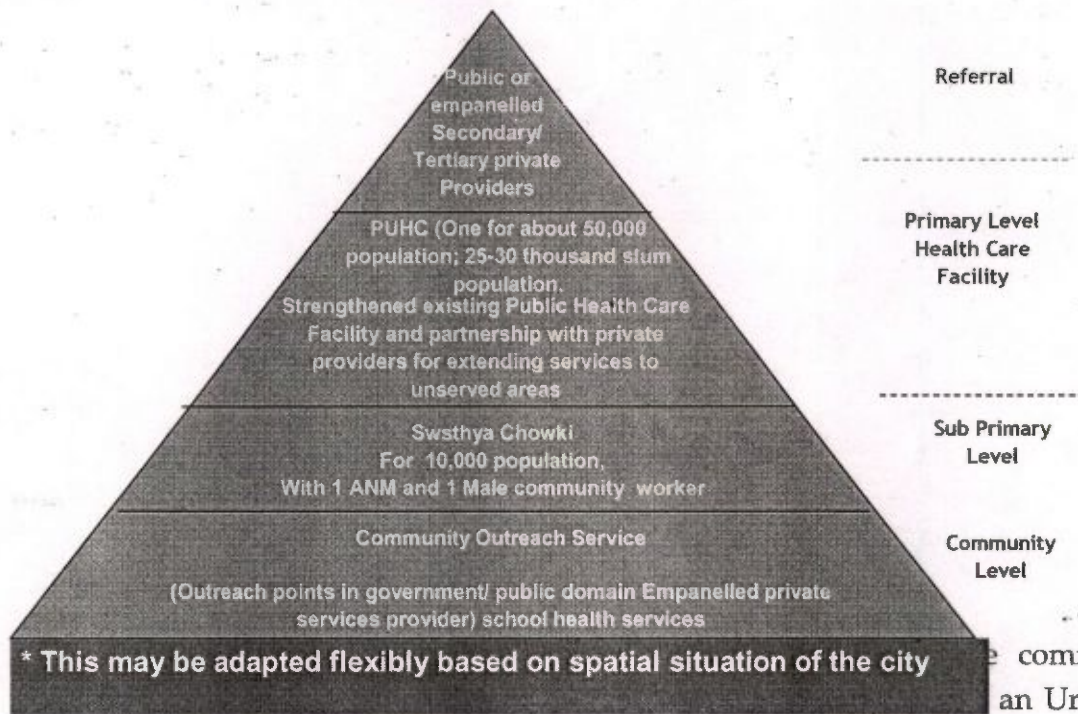 Public or
empanelled
Secondary/
Tertiary private
Providers
Referral
PUHC (One for about 50,000
population; 25-30 thousand slum
population.
Strengthened existing Public Health Care
Facility and partnership with private
providers for extending services to
unserved areas
Primary Level
Health Care
Facility
Swsthya Chowki
For 10,000 population,
With 1 ANM and 1 Male community worker
Sub Primary
Level
Community Outreach Service
(Outreach points in government/ public domain Empanelled private
services provider) school health services
Community
Level
* This may be adapted flexibly based on spatial situation of the city
an